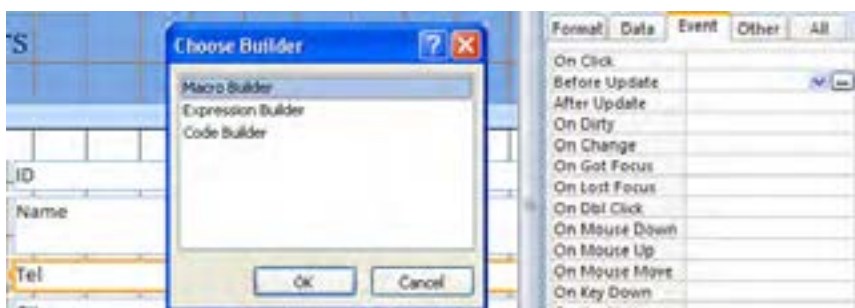 rs
ID
Name
Tel
Choose Builder
Macro Builder
Expression Builder
Code Builder
OK
Cancel
Format Data Event Other All
On Click
Before Update
After Update
On Dirty
On Change
On Got Focus
On Lost Focus
On Dbl Click
On Mouse Down
On Mouse Up
On Mouse Move
On Key Down